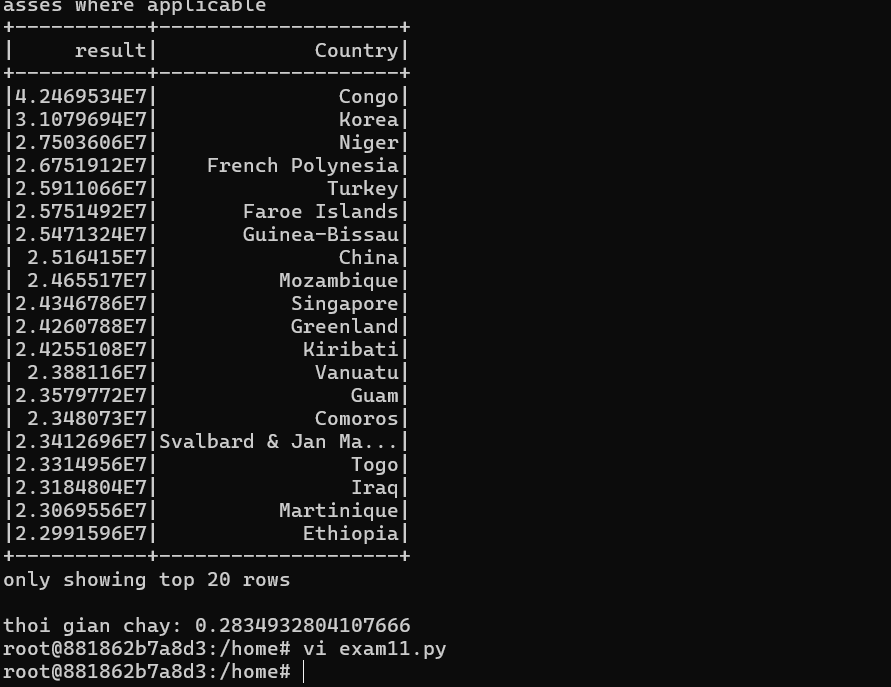 asses where applicable
+-----------+--------------------+
|     result|             Country|
+-----------+--------------------+
|4.2469534E7|               Congo|
|3.1079694E7|               Korea|
|2.7503606E7|               Niger|
|2.6751912E7|    French Polynesia|
|2.5911066E7|              Turkey|
|2.5751492E7|       Faroe Islands|
|2.5471324E7|       Guinea-Bissau|
| 2.516415E7|               China|
| 2.465517E7|          Mozambique|
|2.4346786E7|           Singapore|
|2.4260788E7|           Greenland|
|2.4255108E7|            Kiribati|
| 2.388116E7|             Vanuatu|
|2.3579772E7|                Guam|
| 2.348073E7|             Comoros|
|2.3412696E7|Svalbard & Jan Ma...|
|2.3314956E7|                Togo|
|2.3184804E7|                Iraq|
|2.3069556E7|          Martinique|
|2.2991596E7|            Ethiopia|
+-----------+--------------------+
only showing top 20 rows

thoi gian chay: 0.2834932804107666
root@881862b7a8d3:/home# vi exam11.py
root@881862b7a8d3:/home#